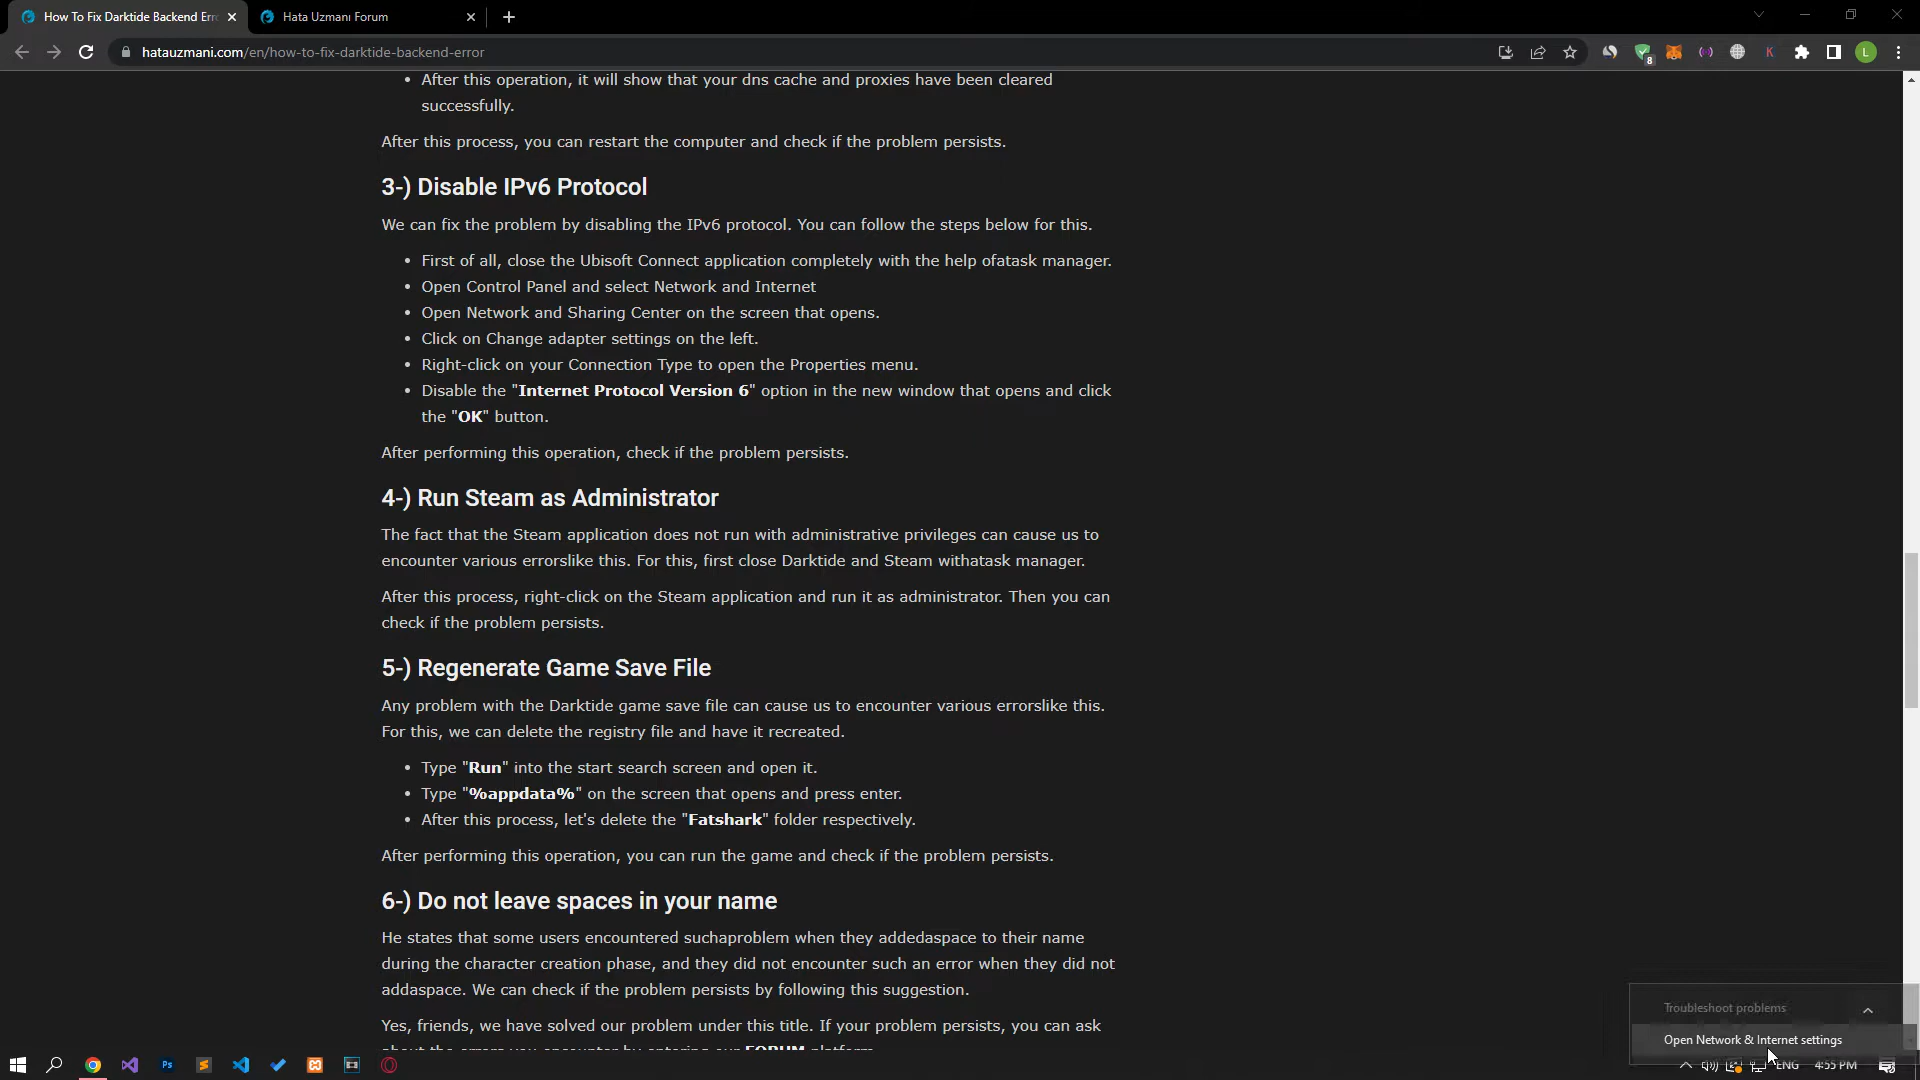 How To Fix Darktide Backend Err
Hata Uzmanı Forum
hatauzmani.com/en/how-to-fix-darktide-backend-error
8
K
L
• After this operation, it will show that your dns cache and proxies have been cleared
successfully.
After this process, you can restart the computer and check if the problem persists.
3-) Disable IPv6 Protocol
We can fix the problem by disabling the IPv6 protocol. You can follow the steps below for this.
• First of all, close the Ubisoft Connect application completely with the help ofatask manager.
• Open Control Panel and select Network and Internet
• Open Network and Sharing Center on the screen that opens.
• Click on Change adapter settings on the left.
• Right-click on your Connection Type to open the Properties menu.
• Disable the "Internet Protocol Version 6" option in the new window that opens and click
the "OK" button.
After performing this operation, check if the problem persists.
4-) Run Steam as Administrator
The fact that the Steam application does not run with administrative privileges can cause us to
encounter various errorslike this. For this, first close Darktide and Steam withatask manager.
After this process, right-click on the Steam application and run it as administrator. Then you can
check if the problem persists.
5-) Regenerate Game Save File
Any problem with the Darktide game save file can cause us to encounter various errorslike this.
For this, we can delete the registry file and have it recreated.
• Type "Run" into the start search screen and open it.
• Type "%appdata%" on the screen that opens and press enter.
• After this process, let's delete the "Fatshark" folder respectively.
After performing this operation, you can run the game and check if the problem persists.
6-) Do not leave spaces in your name
He states that some users encountered suchaproblem when they addedaspace to their name
during the character creation phase, and they did not encounter such an error when they did not
addaspace. We can check if the problem persists by following this suggestion.
Yes, friends, we have solved our problem under this title. If your problem persists, you can ask
about the errors you encounter by entering our FORUM platform.
Troubleshoot problems
Open Network & Internet settings
Ps
ENG
4:55 PM